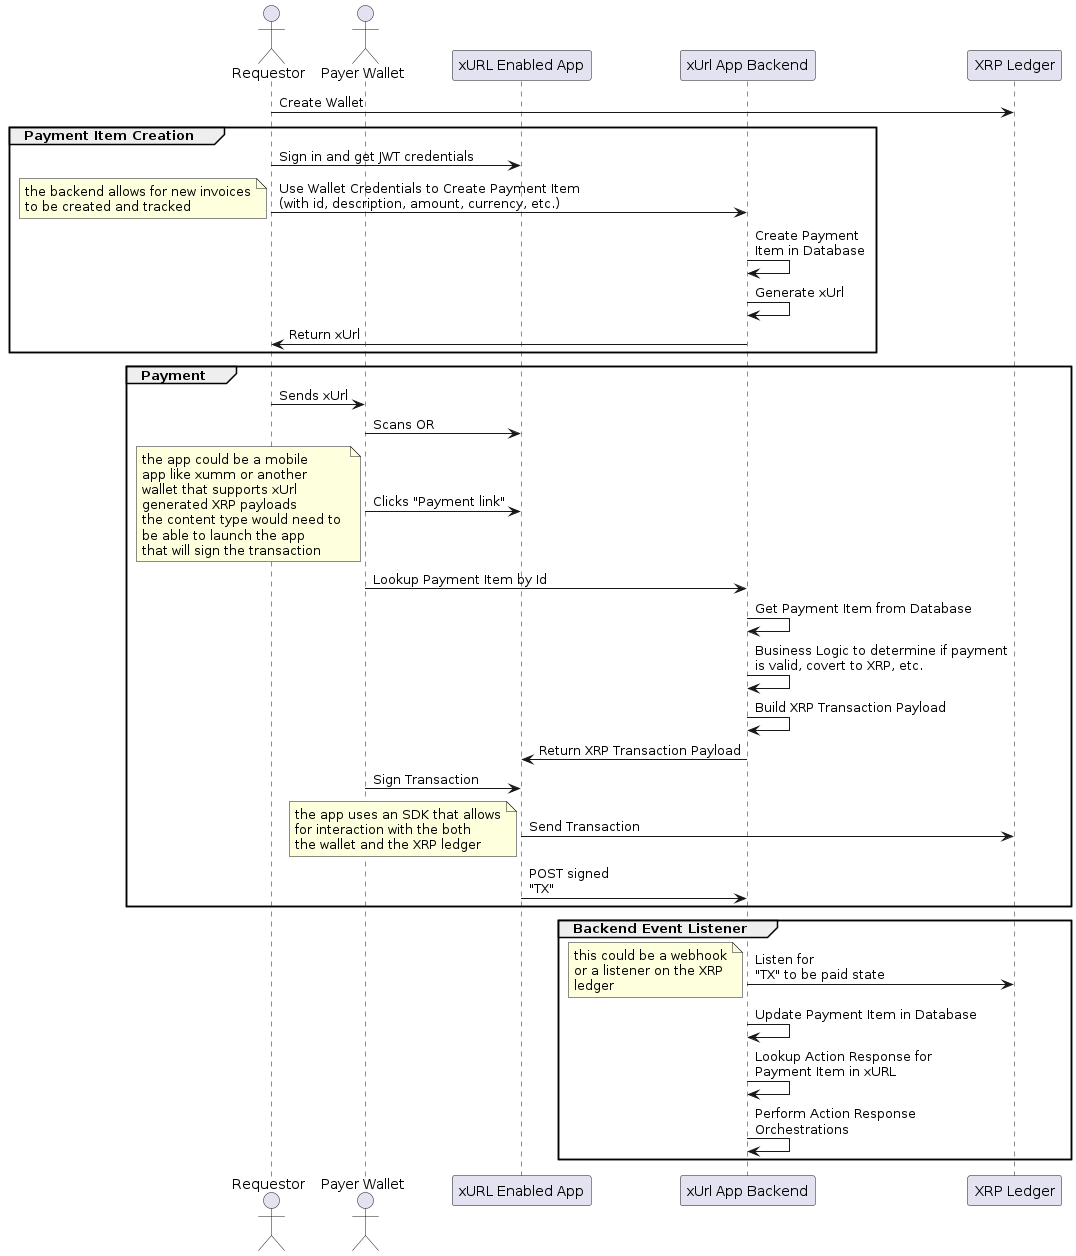 Requestor
Payer Wallet
xURL Enabled App
xUrl App Backend
XRP Ledger
Create Wallet
Payment Item Creation
Sign in and get JWT credentials
the backend allows for new invoices
to be created and tracked
Use Wallet Credentials to Create Payment Item
(with id, description, amount, currency, etc.)
Create Payment
Item in Database
Generate xUrl
Return xUrl
Payment
Sends xUrl
Scans OR
the app could be a mobile
app like xumm or another
wallet that supports xUrl
generated XRP payloads
the content type would need to
be able to launch the app
that will sign the transaction
Clicks "Payment link"
Lookup Payment Item by Id
Get Payment Item from Database
Business Logic to determine if payment
is valid, covert to XRP, etc.
Build XRP Transaction Payload
Return XRP Transaction Payload
Sign Transaction
the app uses an SDK that allows
for interaction with the both
the wallet and the XRP ledger
Send Transaction
POST signed
"TX"
Backend Event Listener
this could be a webhook
or a listener on the XRP
ledger
Listen for
"TX" to be paid state
Update Payment Item in Database
Lookup Action Response for
Payment Item in xURL
Perform Action Response
Orchestrations
Requestor
Payer Wallet
xURL Enabled App
xUrl App Backend
XRP Ledger